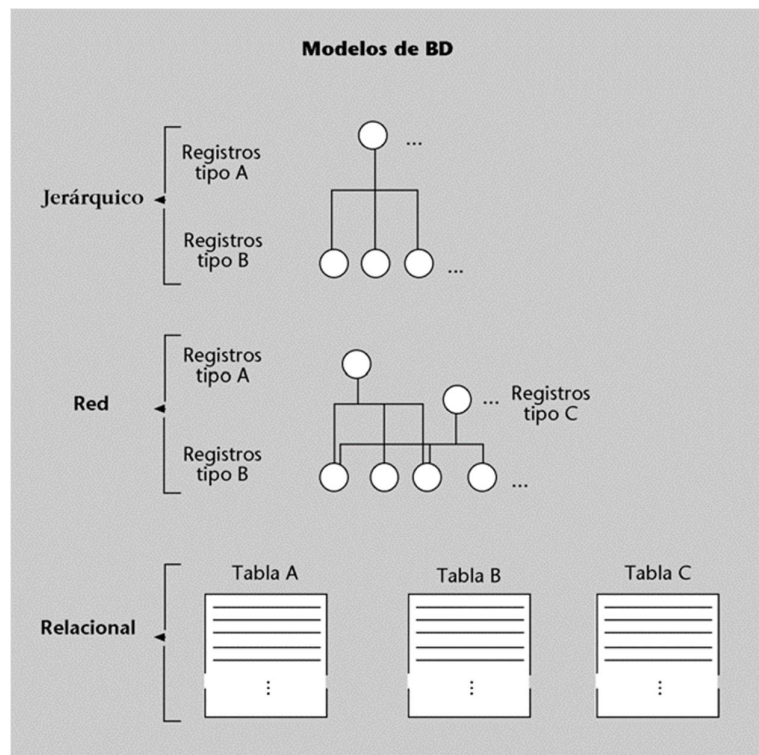 Modelos de BD
Jerárquico
Registros
tipo A
...
Registros
tipo B
...
Red
Registros
tipo A
... Registros
tipo C
Registros
tipo B
...
Relacional
Tabla A
Tabla B
Tabla C